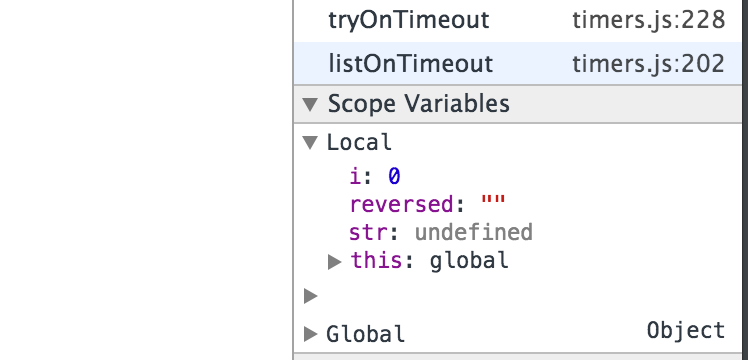 tryOnTimeout timers.js:228
listOnTimeout timers.js:202
Scope Variables
Local
i: 0
reversed: ""
str: undefined
this: global
Global Object